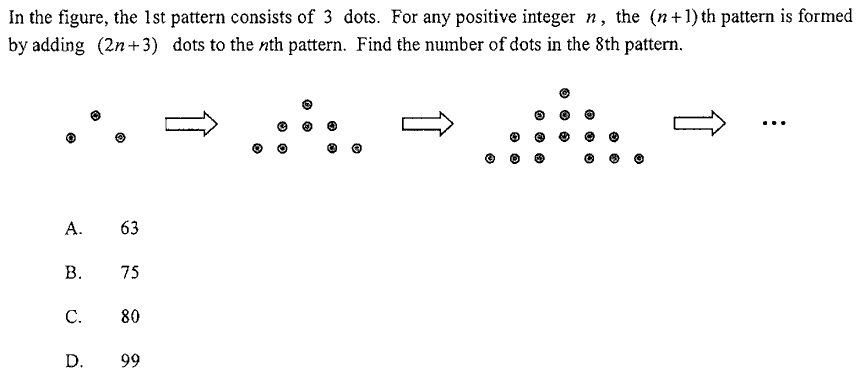 In the figure, the 1st pattern consists of 3 dots. For any positive integer n, the (n+1)th pattern is formed
by adding (2n+3) dots to the nth pattern. Find the number of dots in the 8th pattern.
...
A. 63
B. 75
C. 80
D. 99